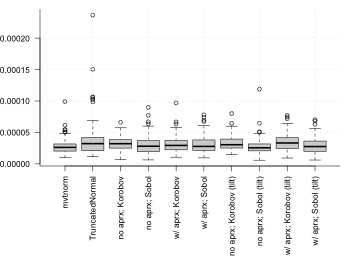 0.00020
0.00015
0.00010
0.00005
0.00000
mvtnorm
TruncatedNormal
no aprx; Korobov
no aprx; Sobol
w/ aprx; Korobov
w/ aprx; Sobol
no aprx; Korobov (tilt)
no aprx; Sobol (tilt)
w/ aprx; Korobov (tilt)
w/ aprx; Sobol (tilt)